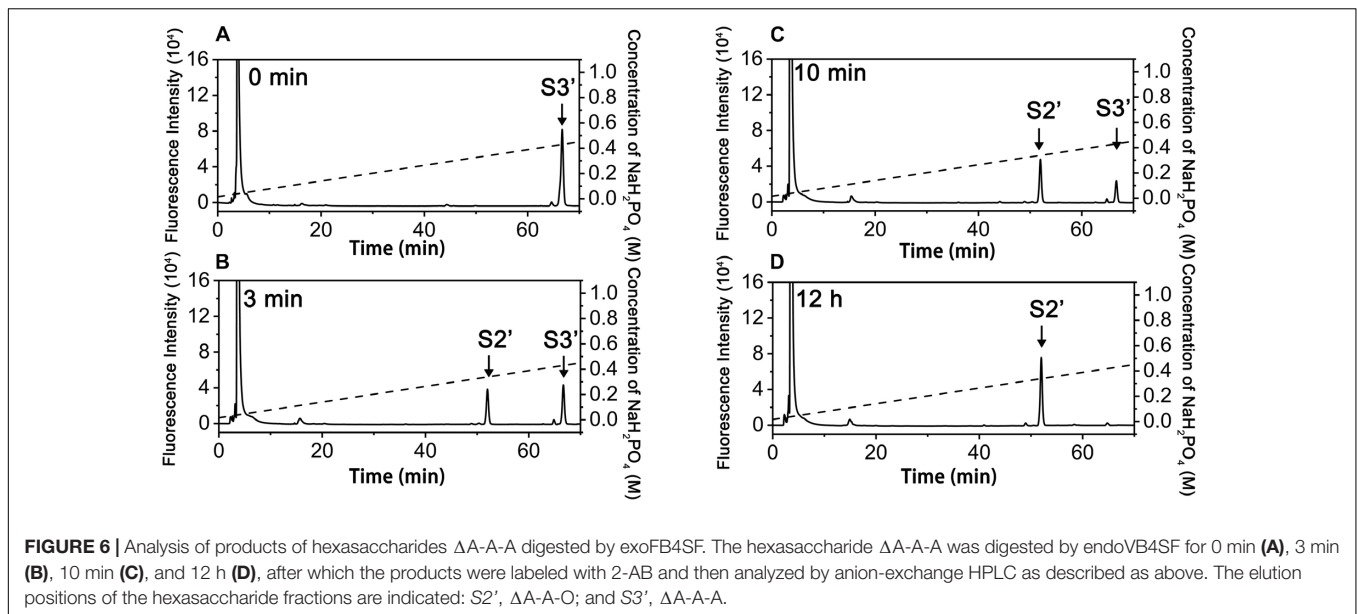 A
0 min
S3’
16
12
8
4
0
1.0
0.8
0.6
0.4
0.2
0.0
0
20
40
60
Time (min)
Fluorescence Intensity (10⁴)
Concentration of NaH₂PO₄ (M)
B
3 min
S2’
S3’
16
12
8
4
0
1.0
0.8
0.6
0.4
0.2
0.0
0
20
40
60
Time (min)
Fluorescence Intensity (10⁴)
Concentration of NaH₂PO₄ (M)
C
10 min
S2’
S3’
16
12
8
4
0
1.0
0.8
0.6
0.4
0.2
0.0
0
20
40
60
Time (min)
Fluorescence Intensity (10⁴)
Concentration of NaH₂PO₄ (M)
D
12 h
S2’
16
12
8
4
0
1.0
0.8
0.6
0.4
0.2
0.0
0
20
40
60
Time (min)
Fluorescence Intensity (10⁴)
Concentration of NaH₂PO₄ (M)
FIGURE 6 | Analysis of products of hexasaccharides ΔA-A-A digested by exoFB4SF. The hexasaccharide ΔA-A-A was digested by endoVB4SF for 0 min (A), 3 min
(B), 10 min (C), and 12 h (D), after which the products were labeled with 2-AB and then analyzed by anion-exchange HPLC as described as above. The elution
positions of the hexasaccharide fractions are indicated: S2’, ΔA-A-O; and S3’, ΔA-A-A.